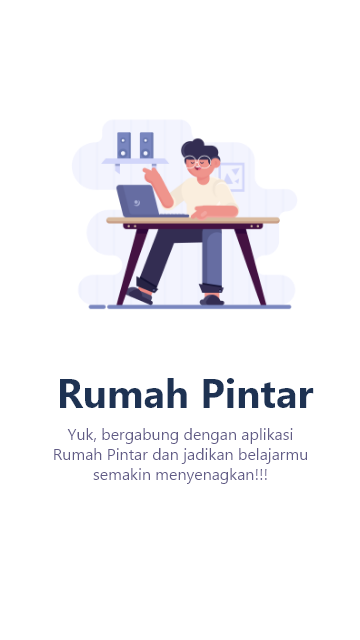 Rumah Pintar
Yuk, bergabung dengan aplikasi
Rumah Pintar dan jadikan belajarmu
semakin menyenagkan!!!